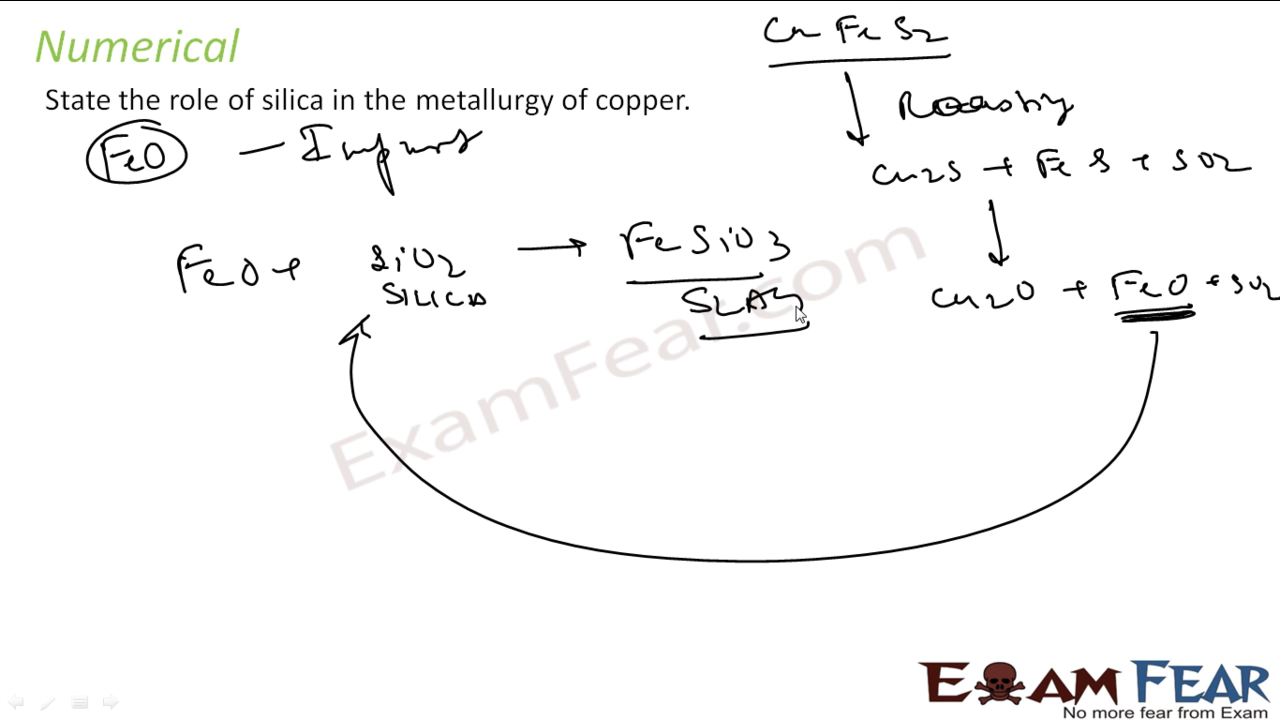 Numerical
State the role of silica in the metallurgy of copper.
FeO — Impurity
FeO + SiO2 → FeSiO3
SILICA
SLAG
CuFeS2
Roasting
Cu2S + FeS + SO2
Cu2O + FeO + SO2
ExamFear.com
EXAM FEAR
No more fear from Exam